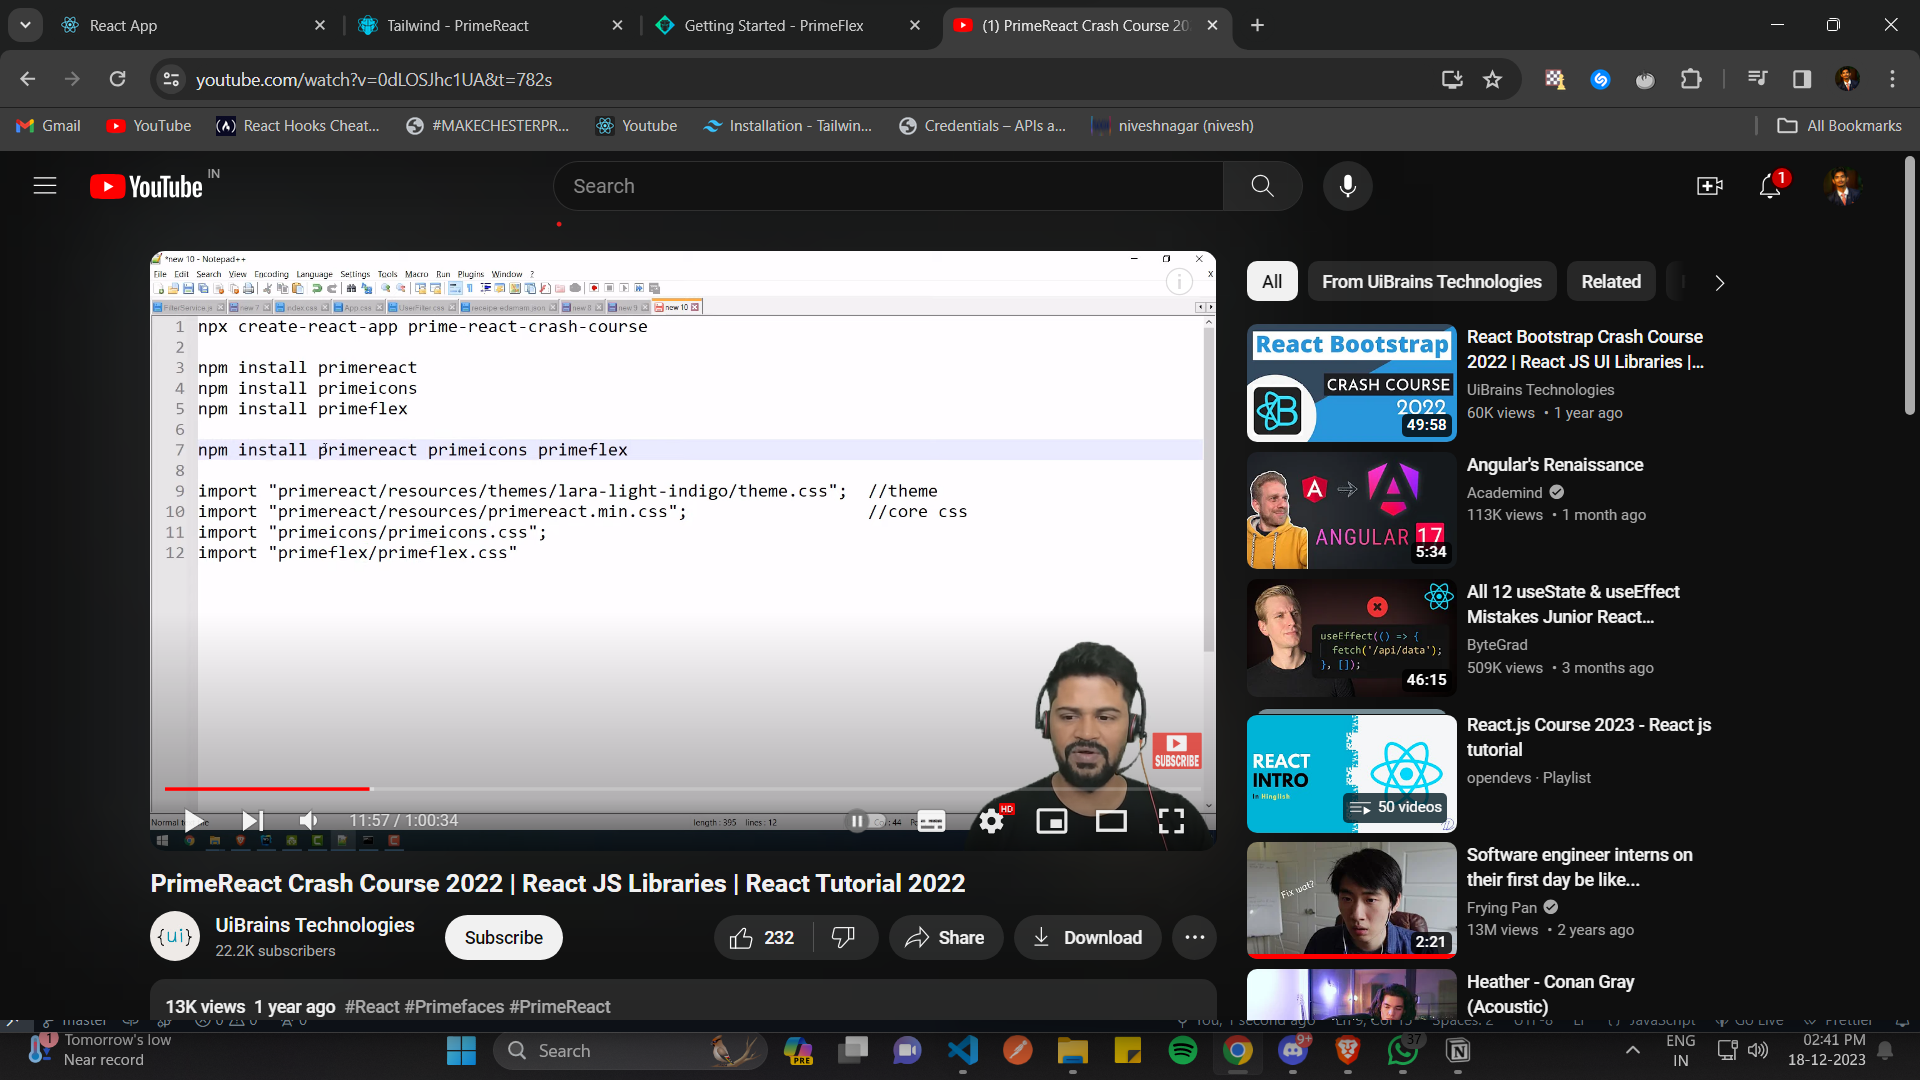 React App
Tailwind - PrimeReact
Getting Started - PrimeFlex
(1) PrimeReact Crash Course 20
youtube.com/watch?v=0dLOSJhc1UA&t=782s
Gmail
YouTube
React Hooks Cheat...
#MAKECHESTERPR...
Youtube
Installation - Tailwin...
Credentials – APIs a...
niveshnagar (nivesh)
All Bookmarks
YouTube IN
Search
1
*new 10 - Notepad++
File Edit Search View Encoding Language Settings Tools Macro Run Plugins Window ?
new 10
1 npx create-react-app prime-react-crash-course
2
3 npm install primereact
4 npm install primeicons
5 npm install primeflex
6
7 npm install primereact primeicons primeflex
8
9 import "primereact/resources/themes/lara-light-indigo/theme.css"; //theme
10 import "primereact/resources/primereact.min.css"; //core css
11 import "primeicons/primeicons.css";
12 import "primeflex/primeflex.css"
SUBSCRIBE
11:57 / 1:00:34
length : 395 lines : 12
HD
PrimeReact Crash Course 2022 | React JS Libraries | React Tutorial 2022
{ui}
UiBrains Technologies
22.2K subscribers
Subscribe
232
Share
Download
13K views 1 year ago #React #Primefaces #PrimeReact
All
From UiBrains Technologies
Related
React Bootstrap
CRASH COURSE
2022
49:58
React Bootstrap Crash Course
2022 | React JS UI Libraries |...
UiBrains Technologies
60K views • 1 year ago
ANGULAR 17
5:34
Angular's Renaissance
Academind
113K views • 1 month ago
useEffect(() => {
fetch('/api/data');
}, []);
46:15
All 12 useState & useEffect
Mistakes Junior React...
ByteGrad
509K views • 3 months ago
REACT
INTRO
in Hinglish
50 videos
React.js Course 2023 - React js
tutorial
opendevs · Playlist
Fix wat?
2:21
Software engineer interns on
their first day be like...
Frying Pan
13M views • 2 years ago
Heather - Conan Gray
(Acoustic)
1
Tomorrow's low
Near record
Search
PRE
9+
37
ENG
IN
02:41 PM
18-12-2023